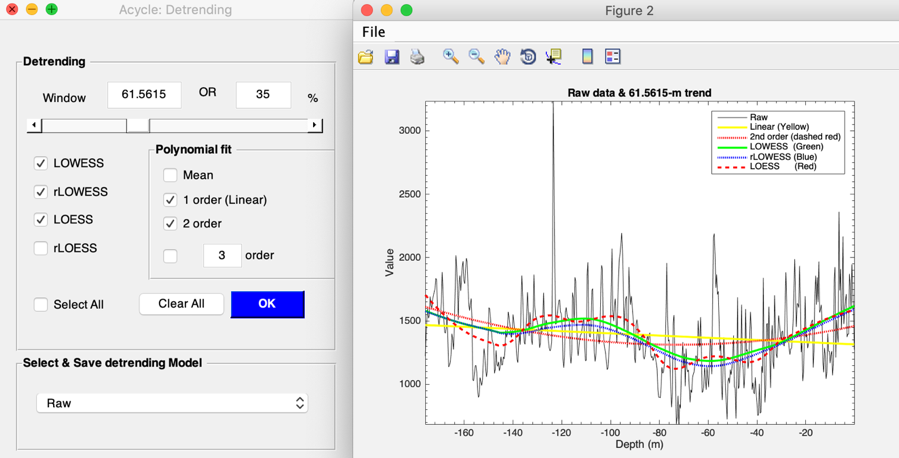 Acycle: Detrending
Detrending
Window 61.5615 OR 35 %
LOWESS
rLOWESS
LOESS
rLOESS
Polynomial fit
Mean
1 order (Linear)
2 order
3 order
Select All
Clear All
OK
Select & Save detrending Model
Raw
Figure 2
File
Raw data & 61.5615-m trend
Raw
Linear (Yellow)
2nd order (dashed red)
LOWESS (Green)
rLOWESS (Blue)
LOESS (Red)
3000
2500
2000
1500
1000
Value
-160 -140 -120 -100 -80 -60 -40 -20
Depth (m)